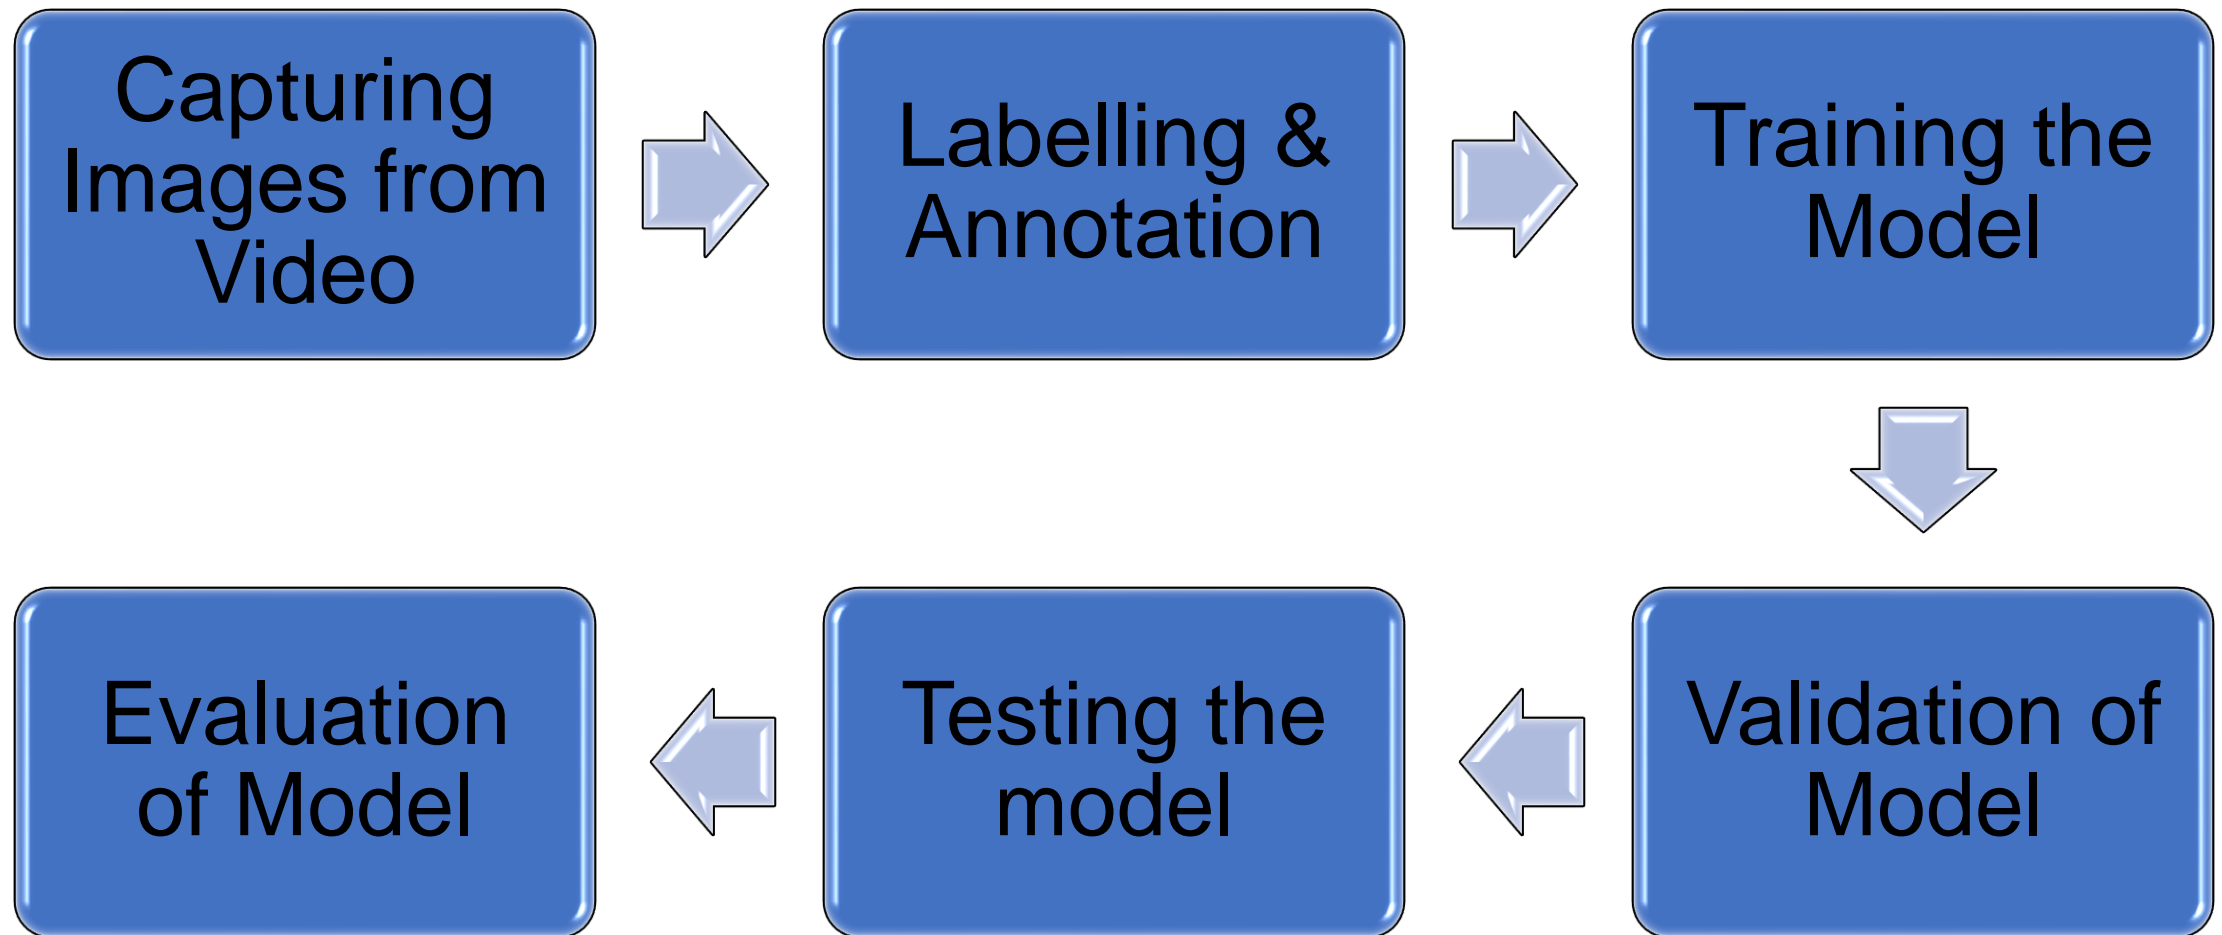 Capturing
Images from
Video
Labelling &
Annotation
Training the
Model
Validation of
Model
Testing the
model
Evaluation
of Model